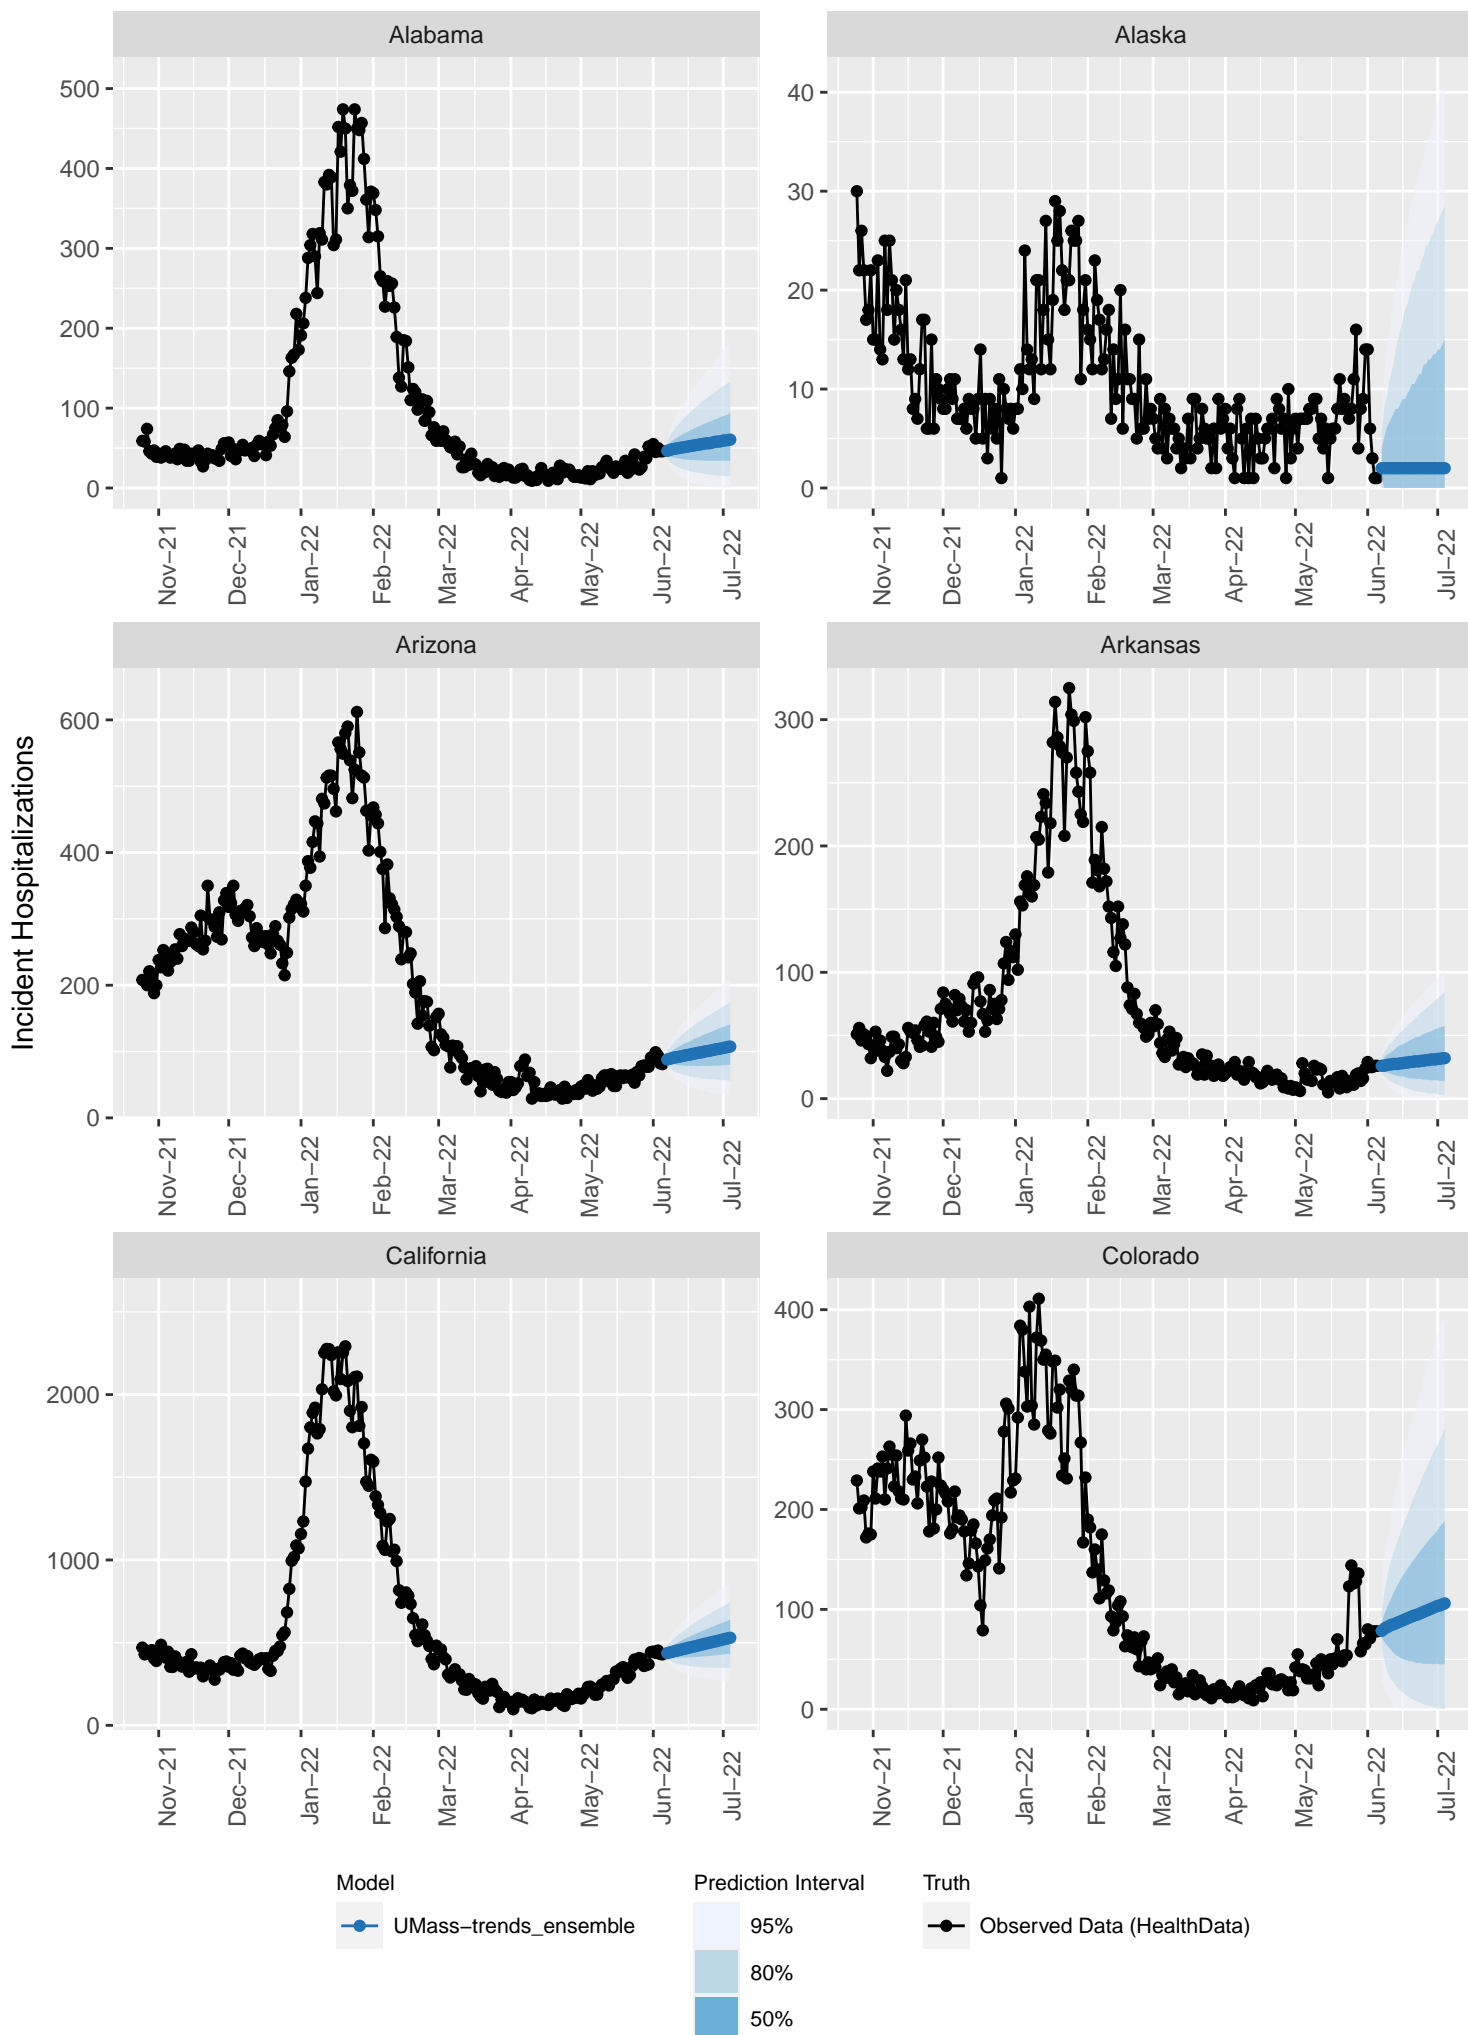 Alabama
Alaska
500
400
300
200
100
0
40
30
20
10
0
Nov−21
Dec−21
Jan−22
Feb−22
Mar−22
Apr−22
May−22
Jun−22
Jul−22
Nov−21
Dec−21
Jan−22
Feb−22
Mar−22
Apr−22
May−22
Jun−22
Jul−22
Incident Hospitalizations
Arizona
Arkansas
600
400
200
0
300
200
100
0
Nov−21
Dec−21
Jan−22
Feb−22
Mar−22
Apr−22
May−22
Jun−22
Jul−22
Nov−21
Dec−21
Jan−22
Feb−22
Mar−22
Apr−22
May−22
Jun−22
Jul−22
California
Colorado
2000
1000
0
400
300
200
100
0
Nov−21
Dec−21
Jan−22
Feb−22
Mar−22
Apr−22
May−22
Jun−22
Jul−22
Nov−21
Dec−21
Jan−22
Feb−22
Mar−22
Apr−22
May−22
Jun−22
Jul−22
Model
UMass−trends_ensemble
Prediction Interval
95%
80%
50%
Truth
Observed Data (HealthData)